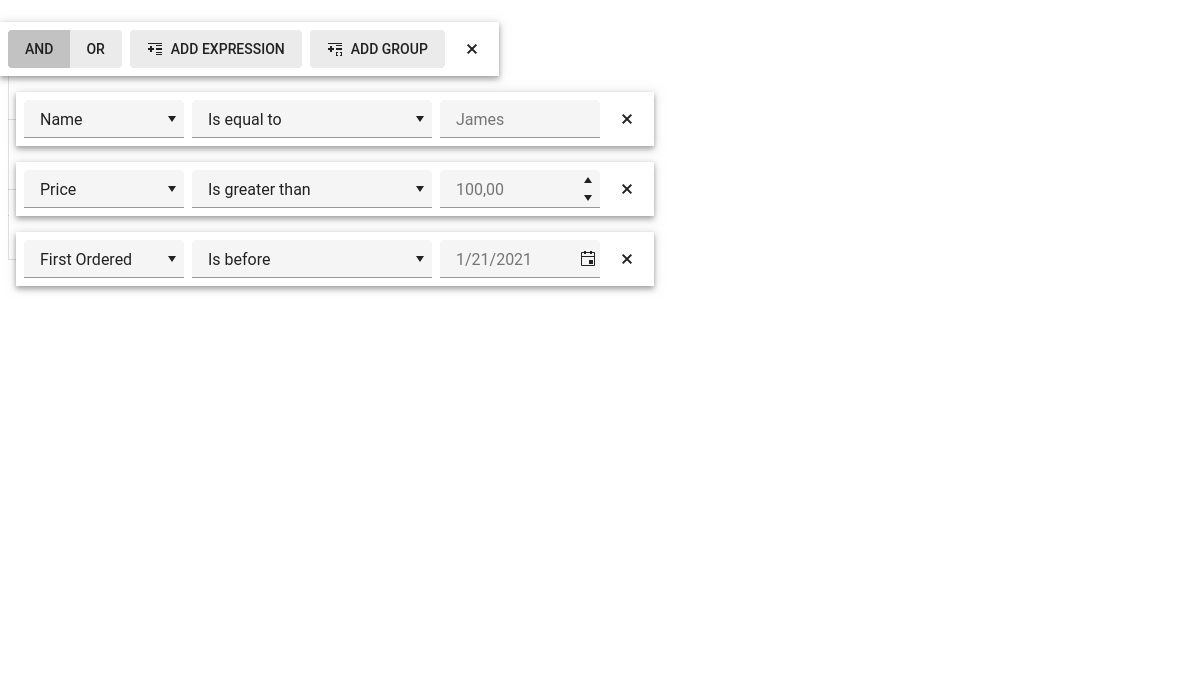 AND OR ADD EXPRESSION ADD GROUP
Name Is equal to James
Price Is greater than 100,00
First Ordered Is before 1/21/2021